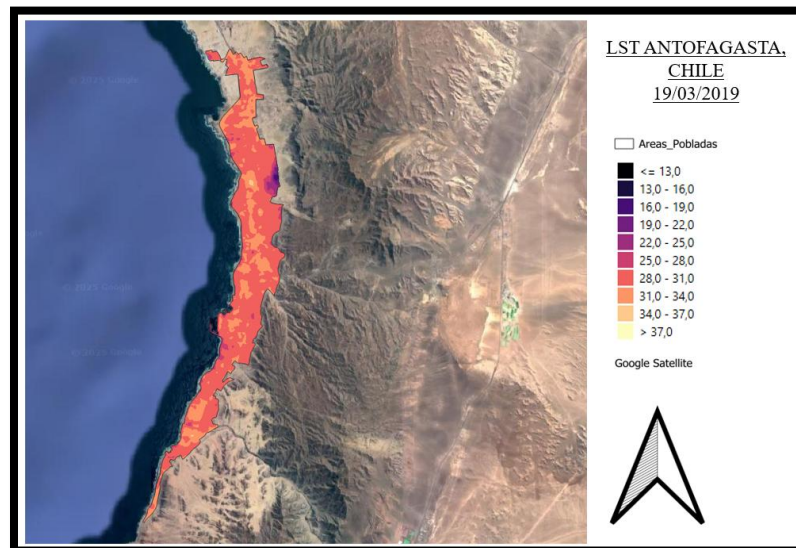 LST ANTOFAGASTA,
CHILE
19/03/2019
Areas_Pobladas
<= 13,0
13,0 - 16,0
16,0 - 19,0
19,0 - 22,0
22,0 - 25,0
25,0 - 28,0
28,0 - 31,0
31,0 - 34,0
34,0 - 37,0
> 37,0
Google Satellite